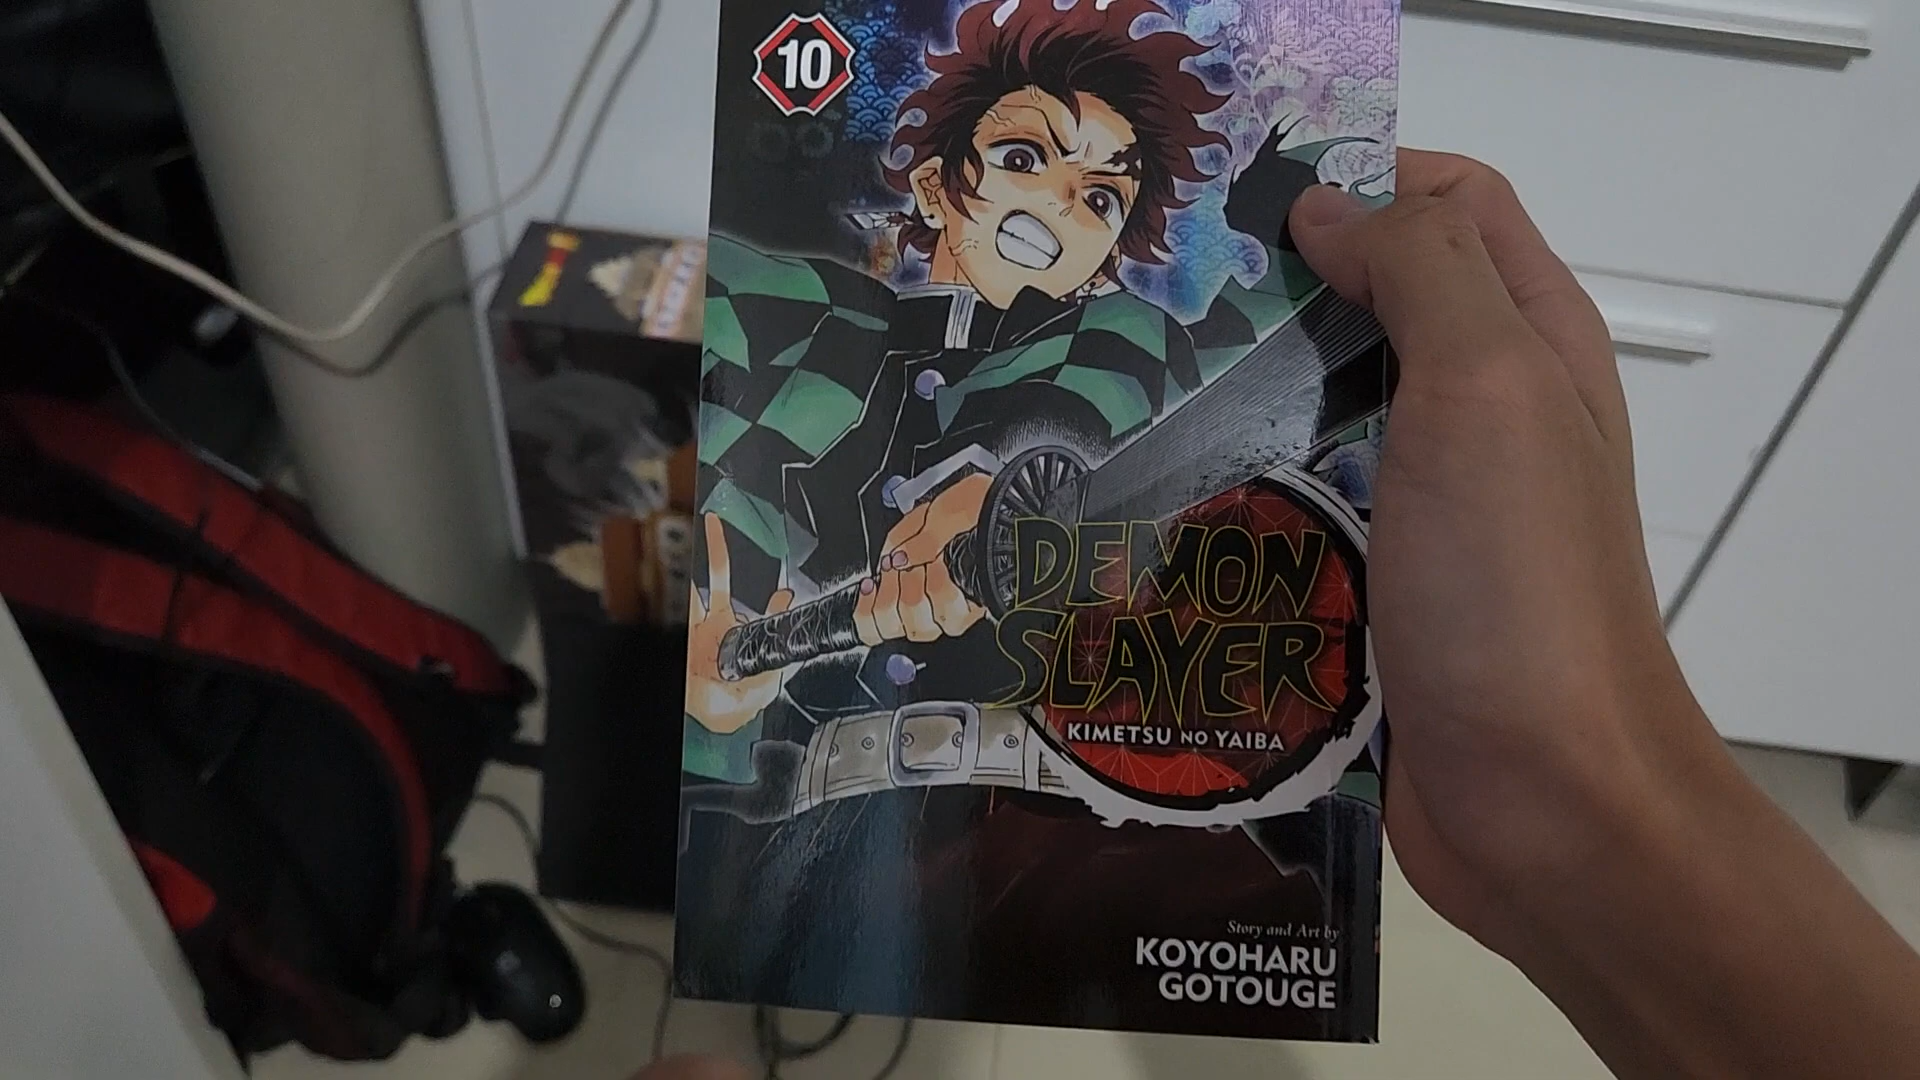 10
DEMON
SLAYER
KIMETSU NO YAIBA
Story and Art by
KOYOHARU
GOTOUGE